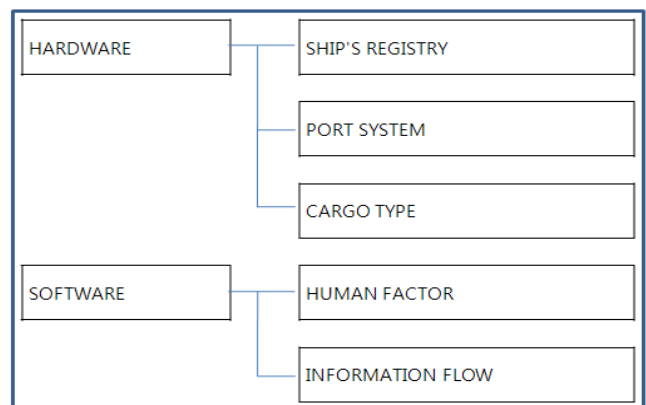 HARDWARE
SHIP'S REGISTRY
PORT SYSTEM
CARGO TYPE
SOFTWARE
HUMAN FACTOR
INFORMATION FLOW